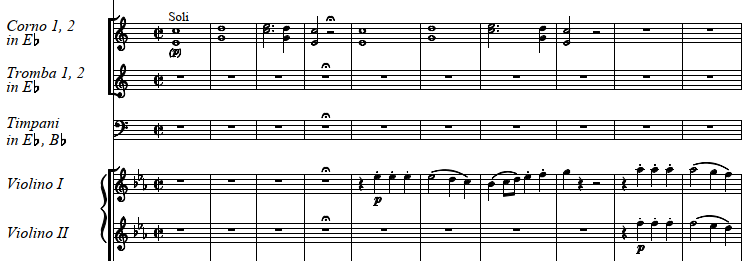 Soli
Corno 1, 2
in E♭
(p)
Tromba 1, 2
in E♭
Timpani
in E♭, B♭
Violino I
p
Violino II
p